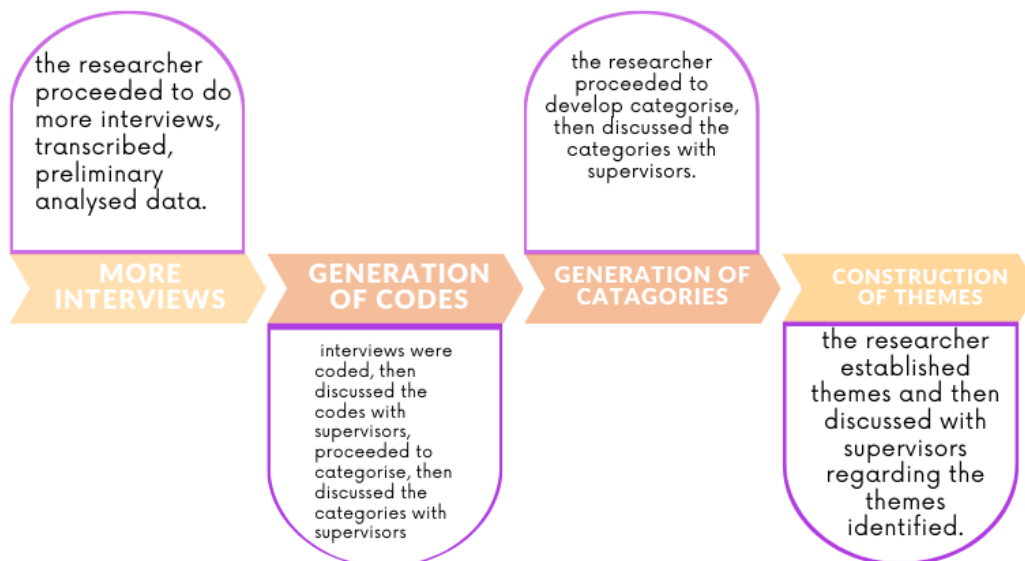 the researcher
proceeded to do
more interviews,
transcribed,
preliminary
analysed data.
MORE
INTERVIEWS
GENERATION
OF CODES
interviews were
coded, then
discussed the
codes with
supervisors,
proceeded to
categorise, then
discussed the
categories with
supervisors
the researcher
proceeded to
develop categorise,
then discussed the
categories with
supervisors.
GENERATION OF
CATAGORIES
CONSTRUCTION
OF THEMES
the researcher
established
themes and then
discussed with
supervisors
regarding the
themes
identified.